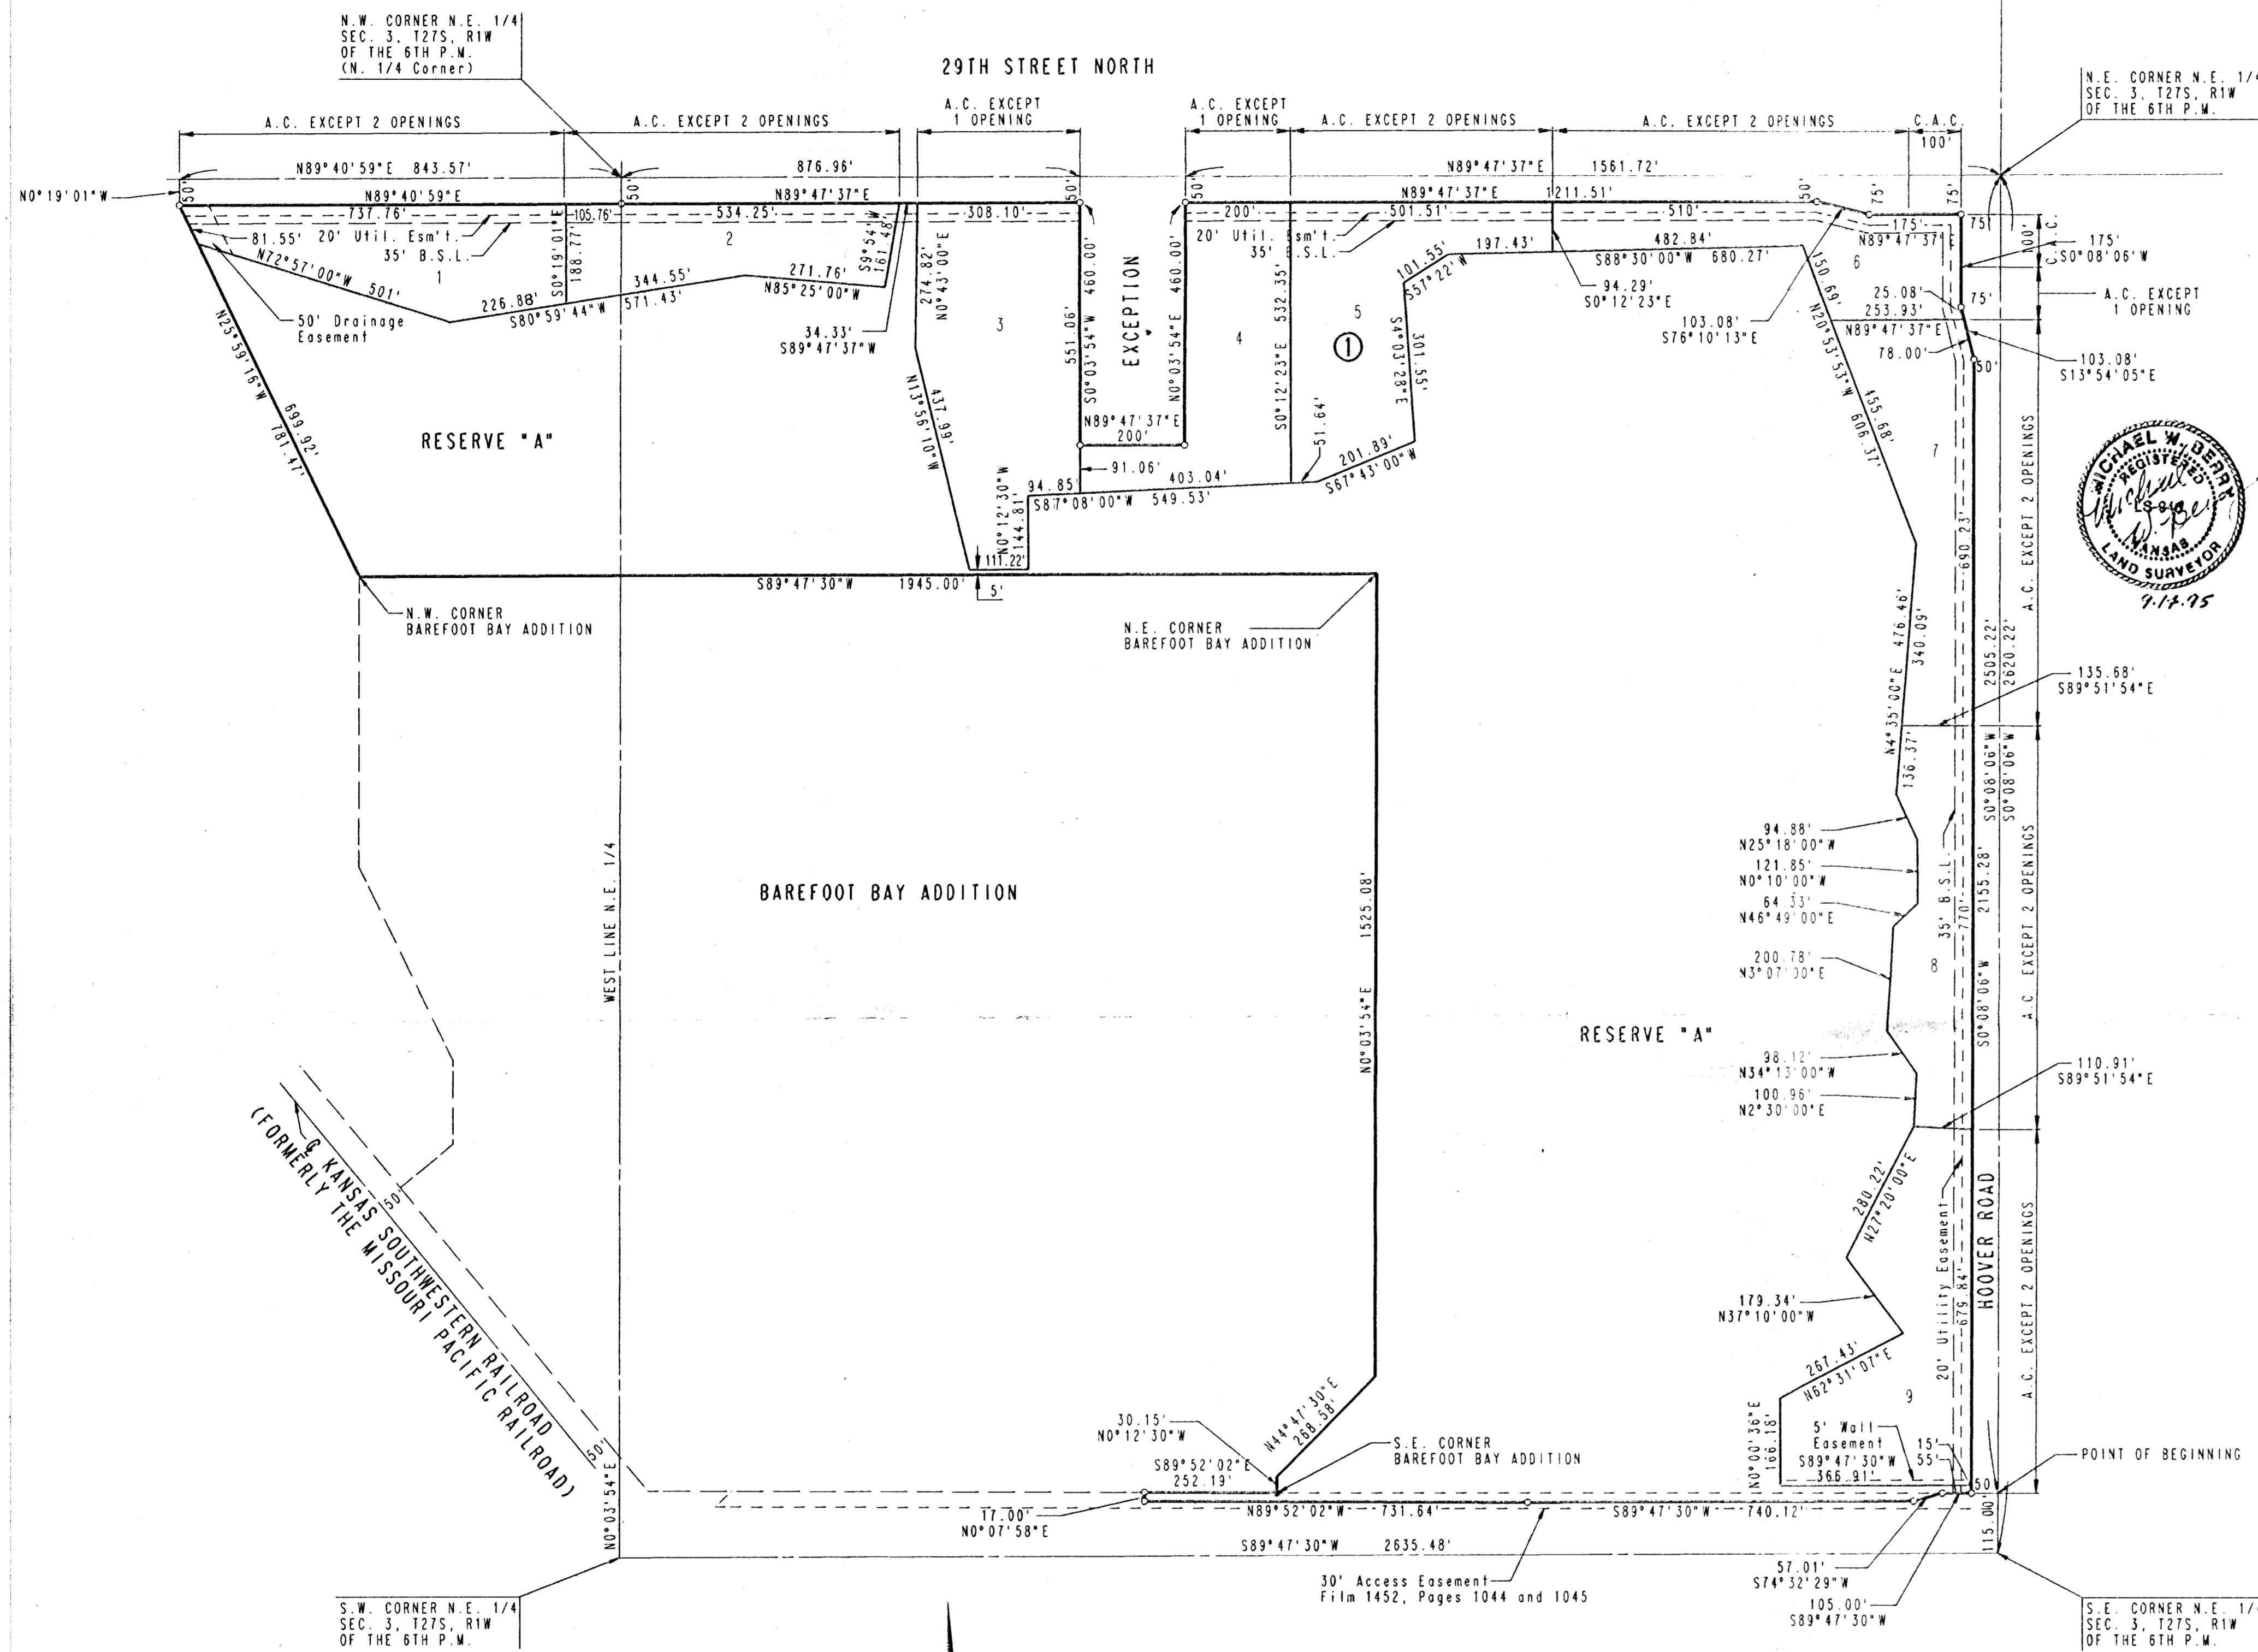 N.W. CORNER N.E. 1/4
SEC. 3, T27S, R1W
OF THE 6TH P.M.
(N. 1/4 Corner)
29TH STREET NORTH
N.E. CORNER N.E. 1/4
SEC. 3, T27S, R1W
OF THE 6TH P.M.
A.C. EXCEPT 2 OPENINGS
A.C. EXCEPT 2 OPENINGS
A.C. EXCEPT
1 OPENING
A.C. EXCEPT
1 OPENING
A.C. EXCEPT 2 OPENINGS
A.C. EXCEPT 2 OPENINGS
C.A.C.
100'
N89°40'59"E 843.57'
876.96'
N89°47'37"E 1561.72'
N0°19'01"W
50'
N89°40'59"E
50'
N89°47'37"E
50'
50'
N89°47'37"E 1211.51'
50'
75'
75'
737.76'
105.76'
534.25'
308.10'
200'
501.51'
510'
175'
75'
81.55'
20' Util. Esm't.
35' B.S.L.
2
20' Util. Esm't.
35' B.S.L.
N89°47'37"E
100'
C.A.C.
175'
S0°08'06"W
N72°57'00"W 501'
1
S0°19'01"E
188.77'
344.55'
271.76'
N85°25'00"W
S9°54'W
161.48'
274.82'
N0°43'00"E
101.55'
S57°22'W
197.43'
482.84'
S88°30'00"W 680.27'
6
226.88'
S80°59'44"W
571.43'
50' Drainage
Easement
34.33'
S89°47'37"W
3
551.06'
S0°03'54"W 460.00'
EXCEPTION
N0°03'54"E 460.00'
4
S0°12'23"E 532.35'
5
1
94.29'
S0°12'23"E
103.08'
S76°10'13"E
150.69'
25.08'
253.93'
N89°47'37"E
78.00'
75'
A.C. EXCEPT
1 OPENING
103.08'
S13°54'05"E
50'
N25°59'16"W
699.92'
781.47'
RESERVE "A"
N13°56'10"W
437.99'
S4°03'28"E
301.55'
N20°53'53"W 606.37'
455.68'
7
N89°47'37"E
200'
91.06'
51.64'
201.89'
S67°43'00"W
94.85'
403.04'
S87°08'00"W 549.53'
N0°12'30"W
144.81'
111.22'
5'
690.23'
A.C. EXCEPT 2 OPENINGS
MICHAEL W. BERRY
REGISTERED
KANSAS
LAND SURVEYOR
S89°47'30"W 1945.00'
N.W. CORNER
BAREFOOT BAY ADDITION
N.E. CORNER
BAREFOOT BAY ADDITION
N4°35'00"E 476.46'
340.09'
2505.22'
2620.22'
135.68'
S89°51'54"E
136.37'
S0°08'06"W
S0°08'06"W
94.88'
N25°18'00"W
121.85'
N0°10'00"W
64.33'
N46°49'00"E
200.78'
N3°07'00"E
98.12'
N34°13'00"W
100.96'
N2°30'00"E
WEST LINE N.E. 1/4
BAREFOOT BAY ADDITION
1525.08'
N0°03'54"E
RESERVE "A"
35' B.S.L.
770'
8
S0°08'06"W 2155.28'
A.C. EXCEPT 2 OPENINGS
110.91'
S89°51'54"E
280.22'
N27°20'00"E
179.34'
N37°10'00"W
267.43'
N62°31'07"E
9
20' Utility Easement
679.84'
HOOVER ROAD
A.C. EXCEPT 2 OPENINGS
50'
℄ KANSAS SOUTHWESTERN RAILROAD
(FORMERLY THE MISSOURI PACIFIC RAILROAD)
50'
N0°03'54"E
N44°47'30"E
268.58'
30.15'
N0°12'30"W
S89°52'02"E
252.19'
S.E. CORNER
BAREFOOT BAY ADDITION
N0°00'36"E
166.18'
5' Wall
Easement
S89°47'30"W
366.91'
15'
55'
50'
POINT OF BEGINNING
17.00'
N0°07'58"E
N89°52'02"W 731.64'
S89°47'30"W 740.12'
115.00'
S89°47'30"W 2635.48'
30' Access Easement
Film 1452, Pages 1044 and 1045
57.01'
S74°32'29"W
105.00'
S89°47'30"W
S.W. CORNER N.E. 1/4
SEC. 3, T27S, R1W
OF THE 6TH P.M.
S.E. CORNER N.E. 1/4
SEC. 3, T27S, R1W
OF THE 6TH P.M.